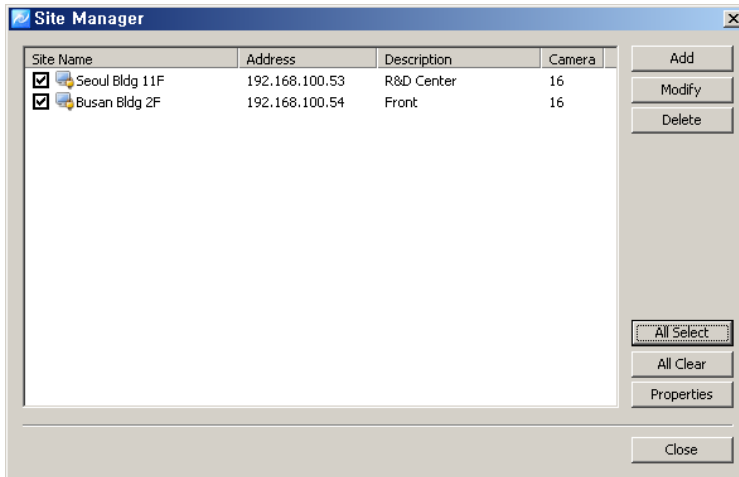 Site Manager
Site Name Address Description Camera
Seoul Bldg 11F 192.168.100.53 R&D Center 16
Busan Bldg 2F 192.168.100.54 Front 16
Add
Modify
Delete
All Select
All Clear
Properties
Close